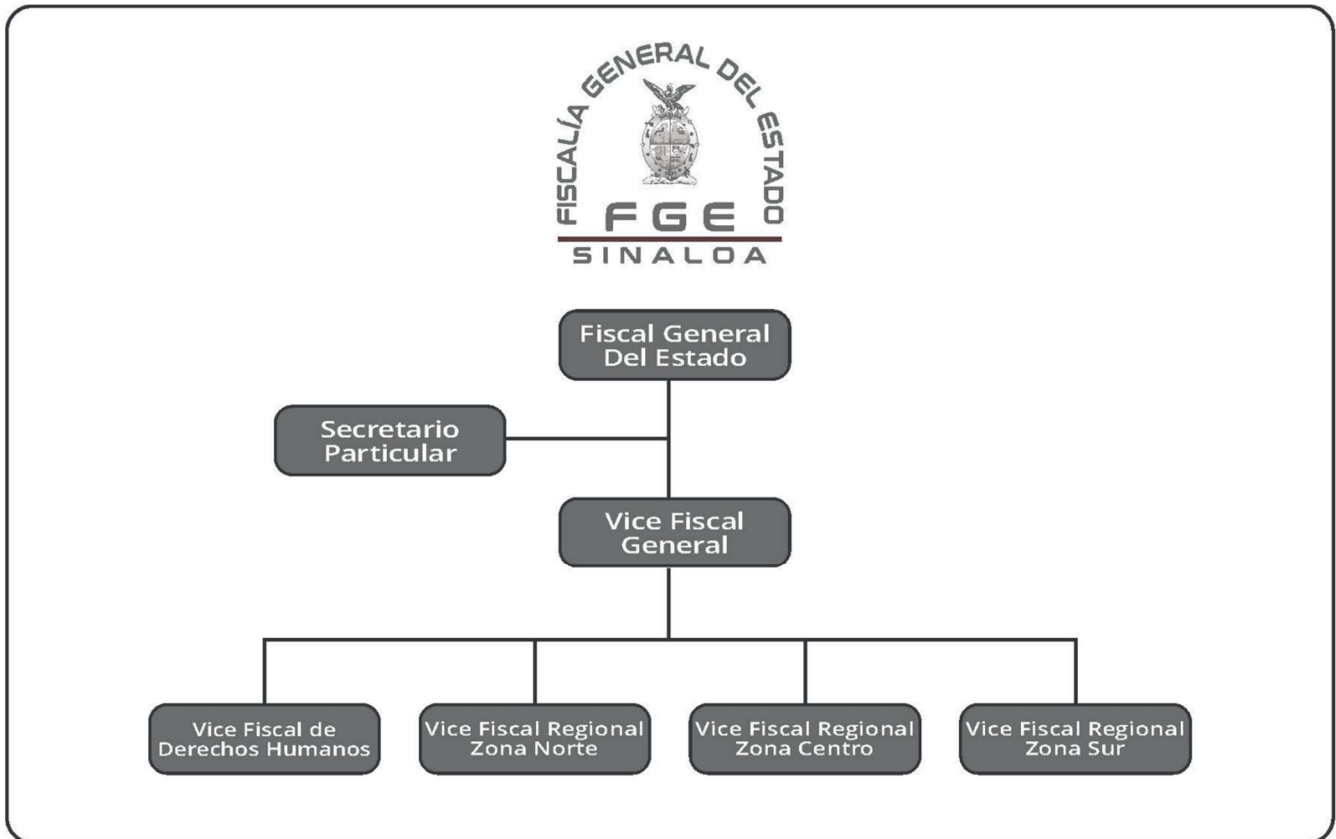 FISCALÍA GENERAL DEL ESTADO
FGE
SINALOA
Fiscal General
Del Estado
Secretario
Particular
Vice Fiscal
General
Vice Fiscal de
Derechos Humanos
Vice Fiscal Regional
Zona Norte
Vice Fiscal Regional
Zona Centro
Vice Fiscal Regional
Zona Sur